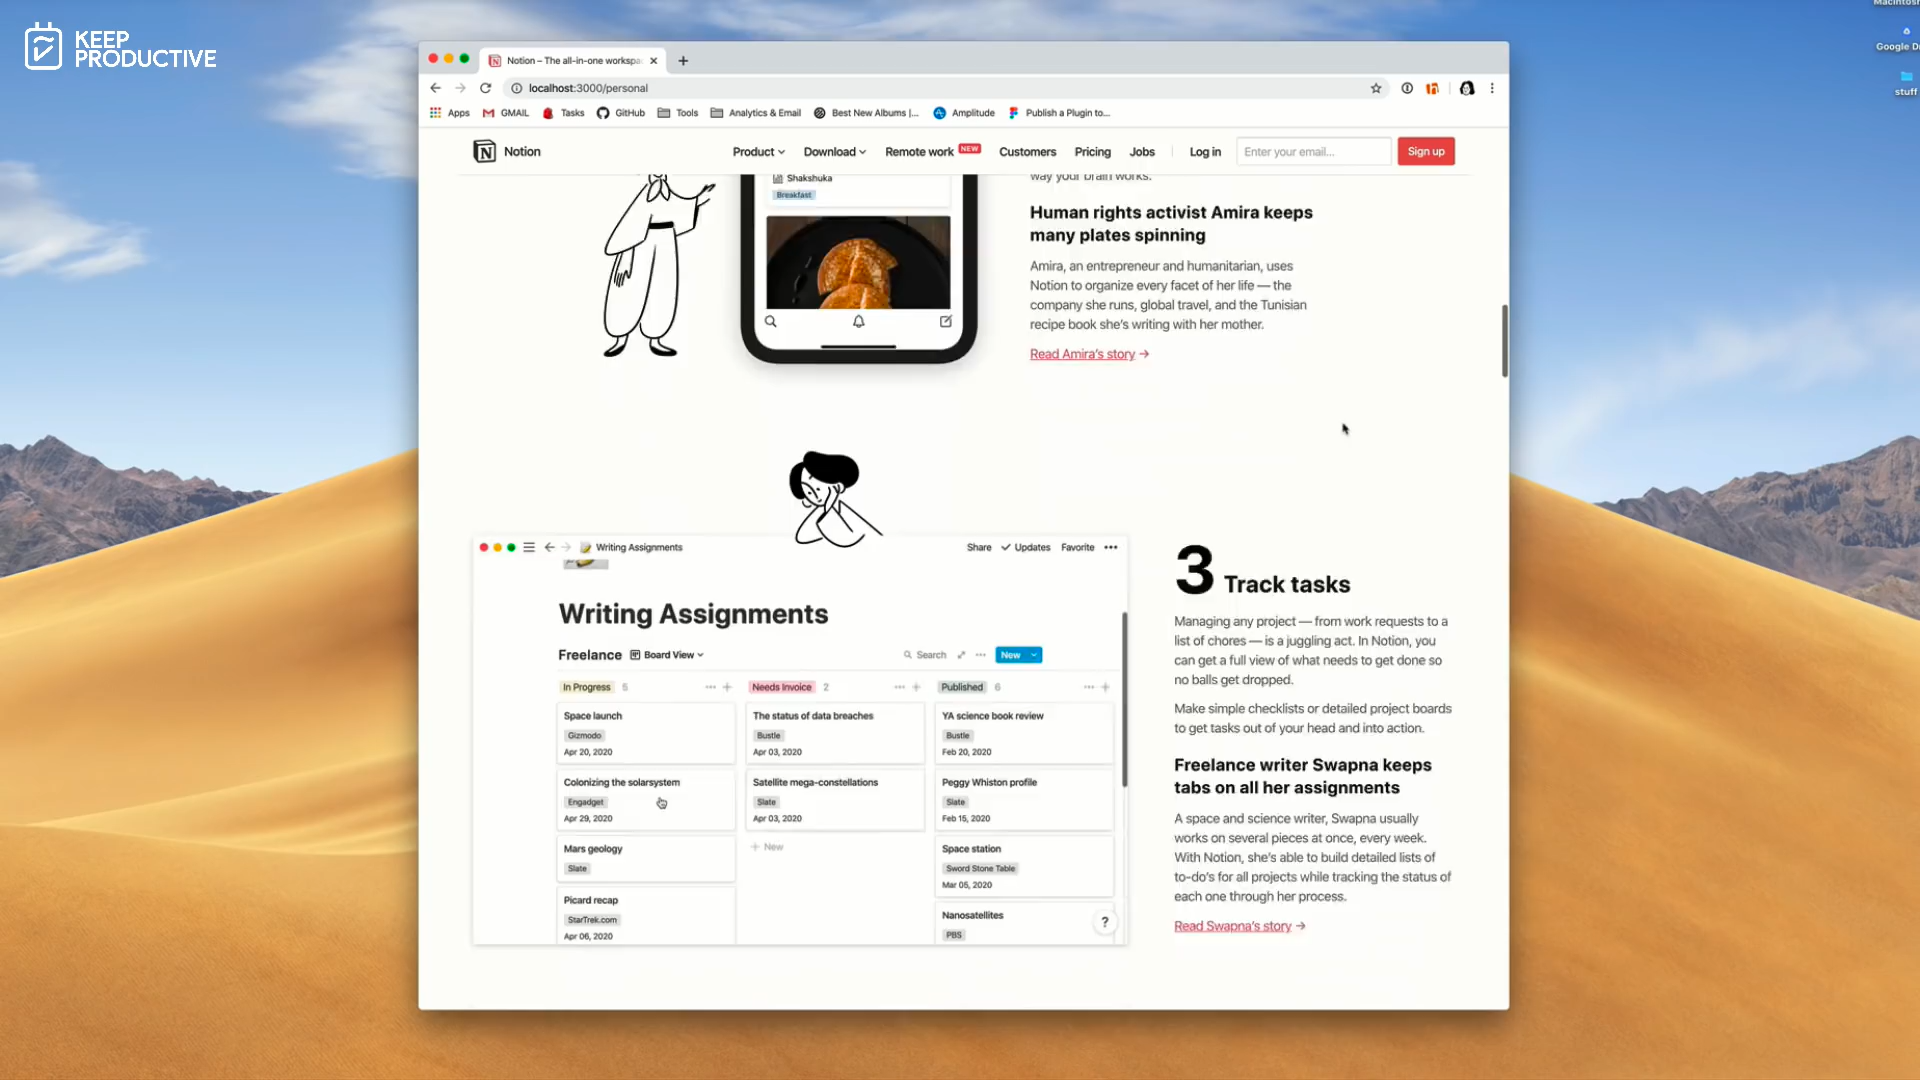 KEEP
PRODUCTIVE
Google
stuff
Notion – The all-in-one workspa
localhost:3000/personal
Apps
GMAIL
Tasks
GitHub
Tools
Analytics & Email
Best New Albums |...
Amplitude
Publish a Plugin to...
Notion
Product
Download
Remote work NEW
Customers
Pricing
Jobs
Log in
Enter your email...
Sign up
Shakshuka
Breakfast
way your brain works.
Human rights activist Amira keeps
many plates spinning
Amira, an entrepreneur and humanitarian, uses
Notion to organize every facet of her life — the
company she runs, global travel, and the Tunisian
recipe book she's writing with her mother.
Read Amira's story →
Writing Assignments
Share
Updates
Favorite
Writing Assignments
Freelance
Board View
Search
New
In Progress 5
Space launch
Gizmodo
Apr 20, 2020
Colonizing the solarsystem
Engadget
Apr 29, 2020
Mars geology
Slate
Picard recap
StarTrek.com
Apr 06, 2020
Needs Invoice 2
The status of data breaches
Bustle
Apr 03, 2020
Satellite mega-constellations
Slate
Apr 03, 2020
+ New
Published 6
YA science book review
Bustle
Feb 20, 2020
Peggy Whiston profile
Slate
Feb 15, 2020
Space station
Sword Stone Table
Mar 05, 2020
Nanosatellites
PBS
?
3 Track tasks
Managing any project — from work requests to a
list of chores — is a juggling act. In Notion, you
can get a full view of what needs to get done so
no balls get dropped.
Make simple checklists or detailed project boards
to get tasks out of your head and into action.
Freelance writer Swapna keeps
tabs on all her assignments
A space and science writer, Swapna usually
works on several pieces at once, every week.
With Notion, she's able to build detailed lists of
to-do's for all projects while tracking the status of
each one through her process.
Read Swapna's story →